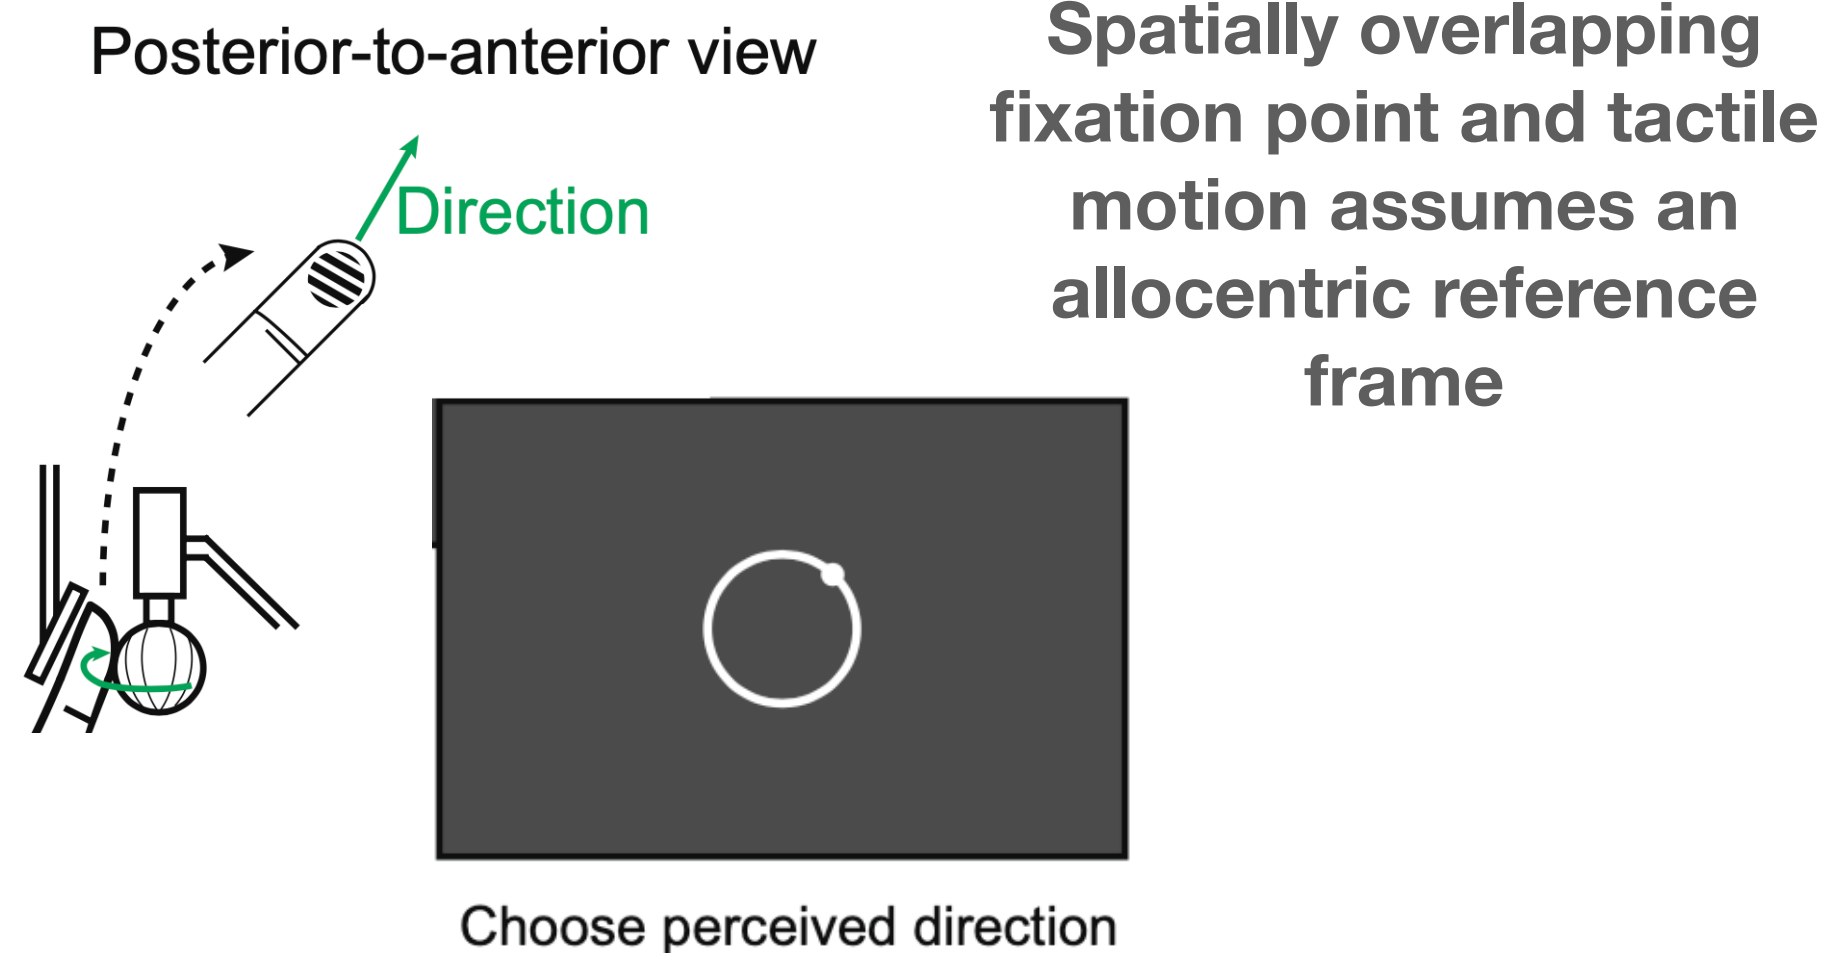 Posterior-to-anterior view
Direction
Spatially overlapping
fixation point and tactile
motion assumes an
allocentric reference
frame
Choose perceived direction